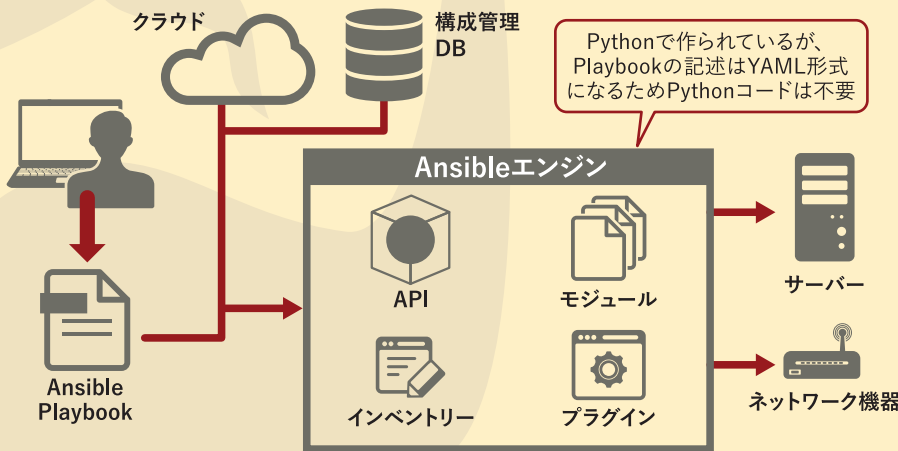 クラウド
構成管理
DB
Pythonで作られているが、
Playbookの記述はYAML形式
になるためPythonコードは不要
Ansibleエンジン
API
モジュール
インベントリー
プラグイン
サーバー
ネットワーク機器
Ansible
Playbook